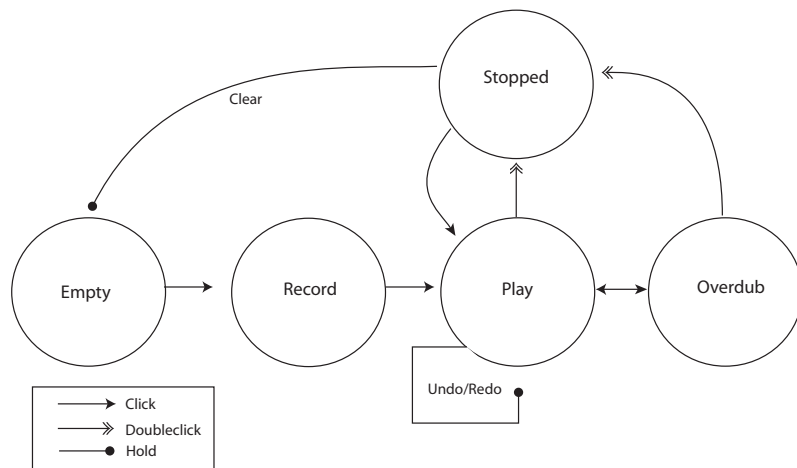 Stopped
Clear
Empty
Record
Play
Overdub
Undo/Redo
Click
Doubleclick
Hold